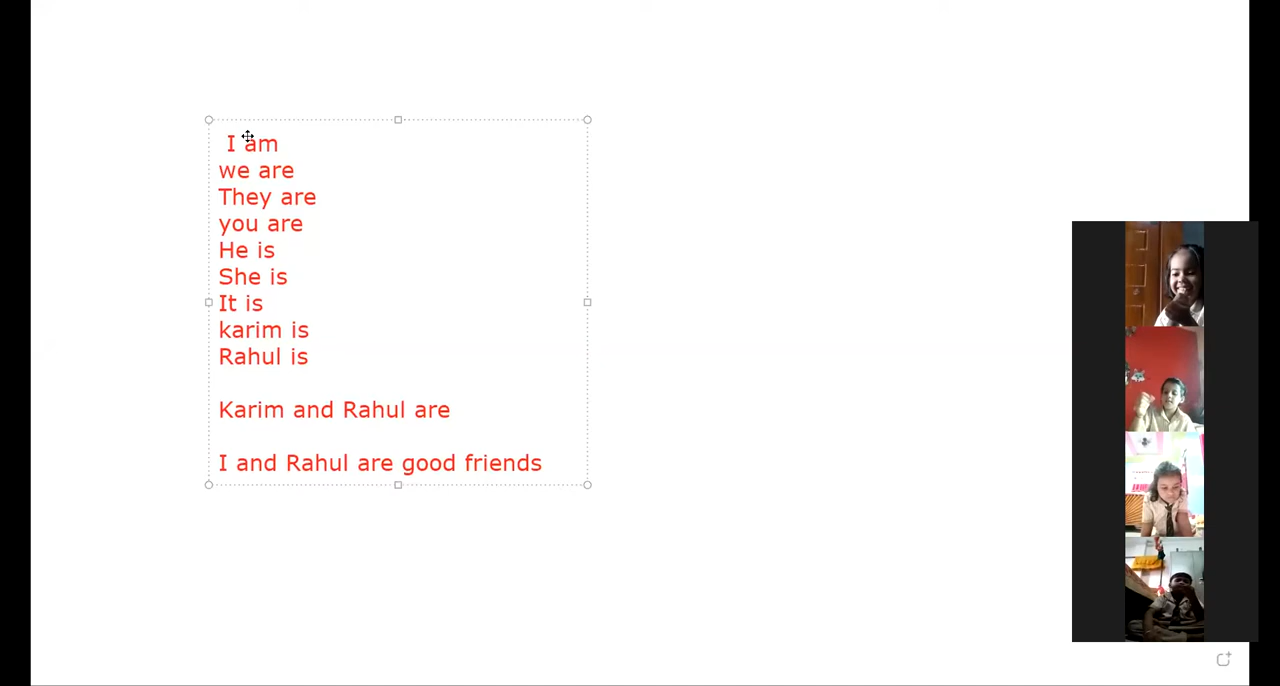 I am
we are
They are
you are
He is
She is
It is
karim is
Rahul is
Karim and Rahul are
I and Rahul are good friends